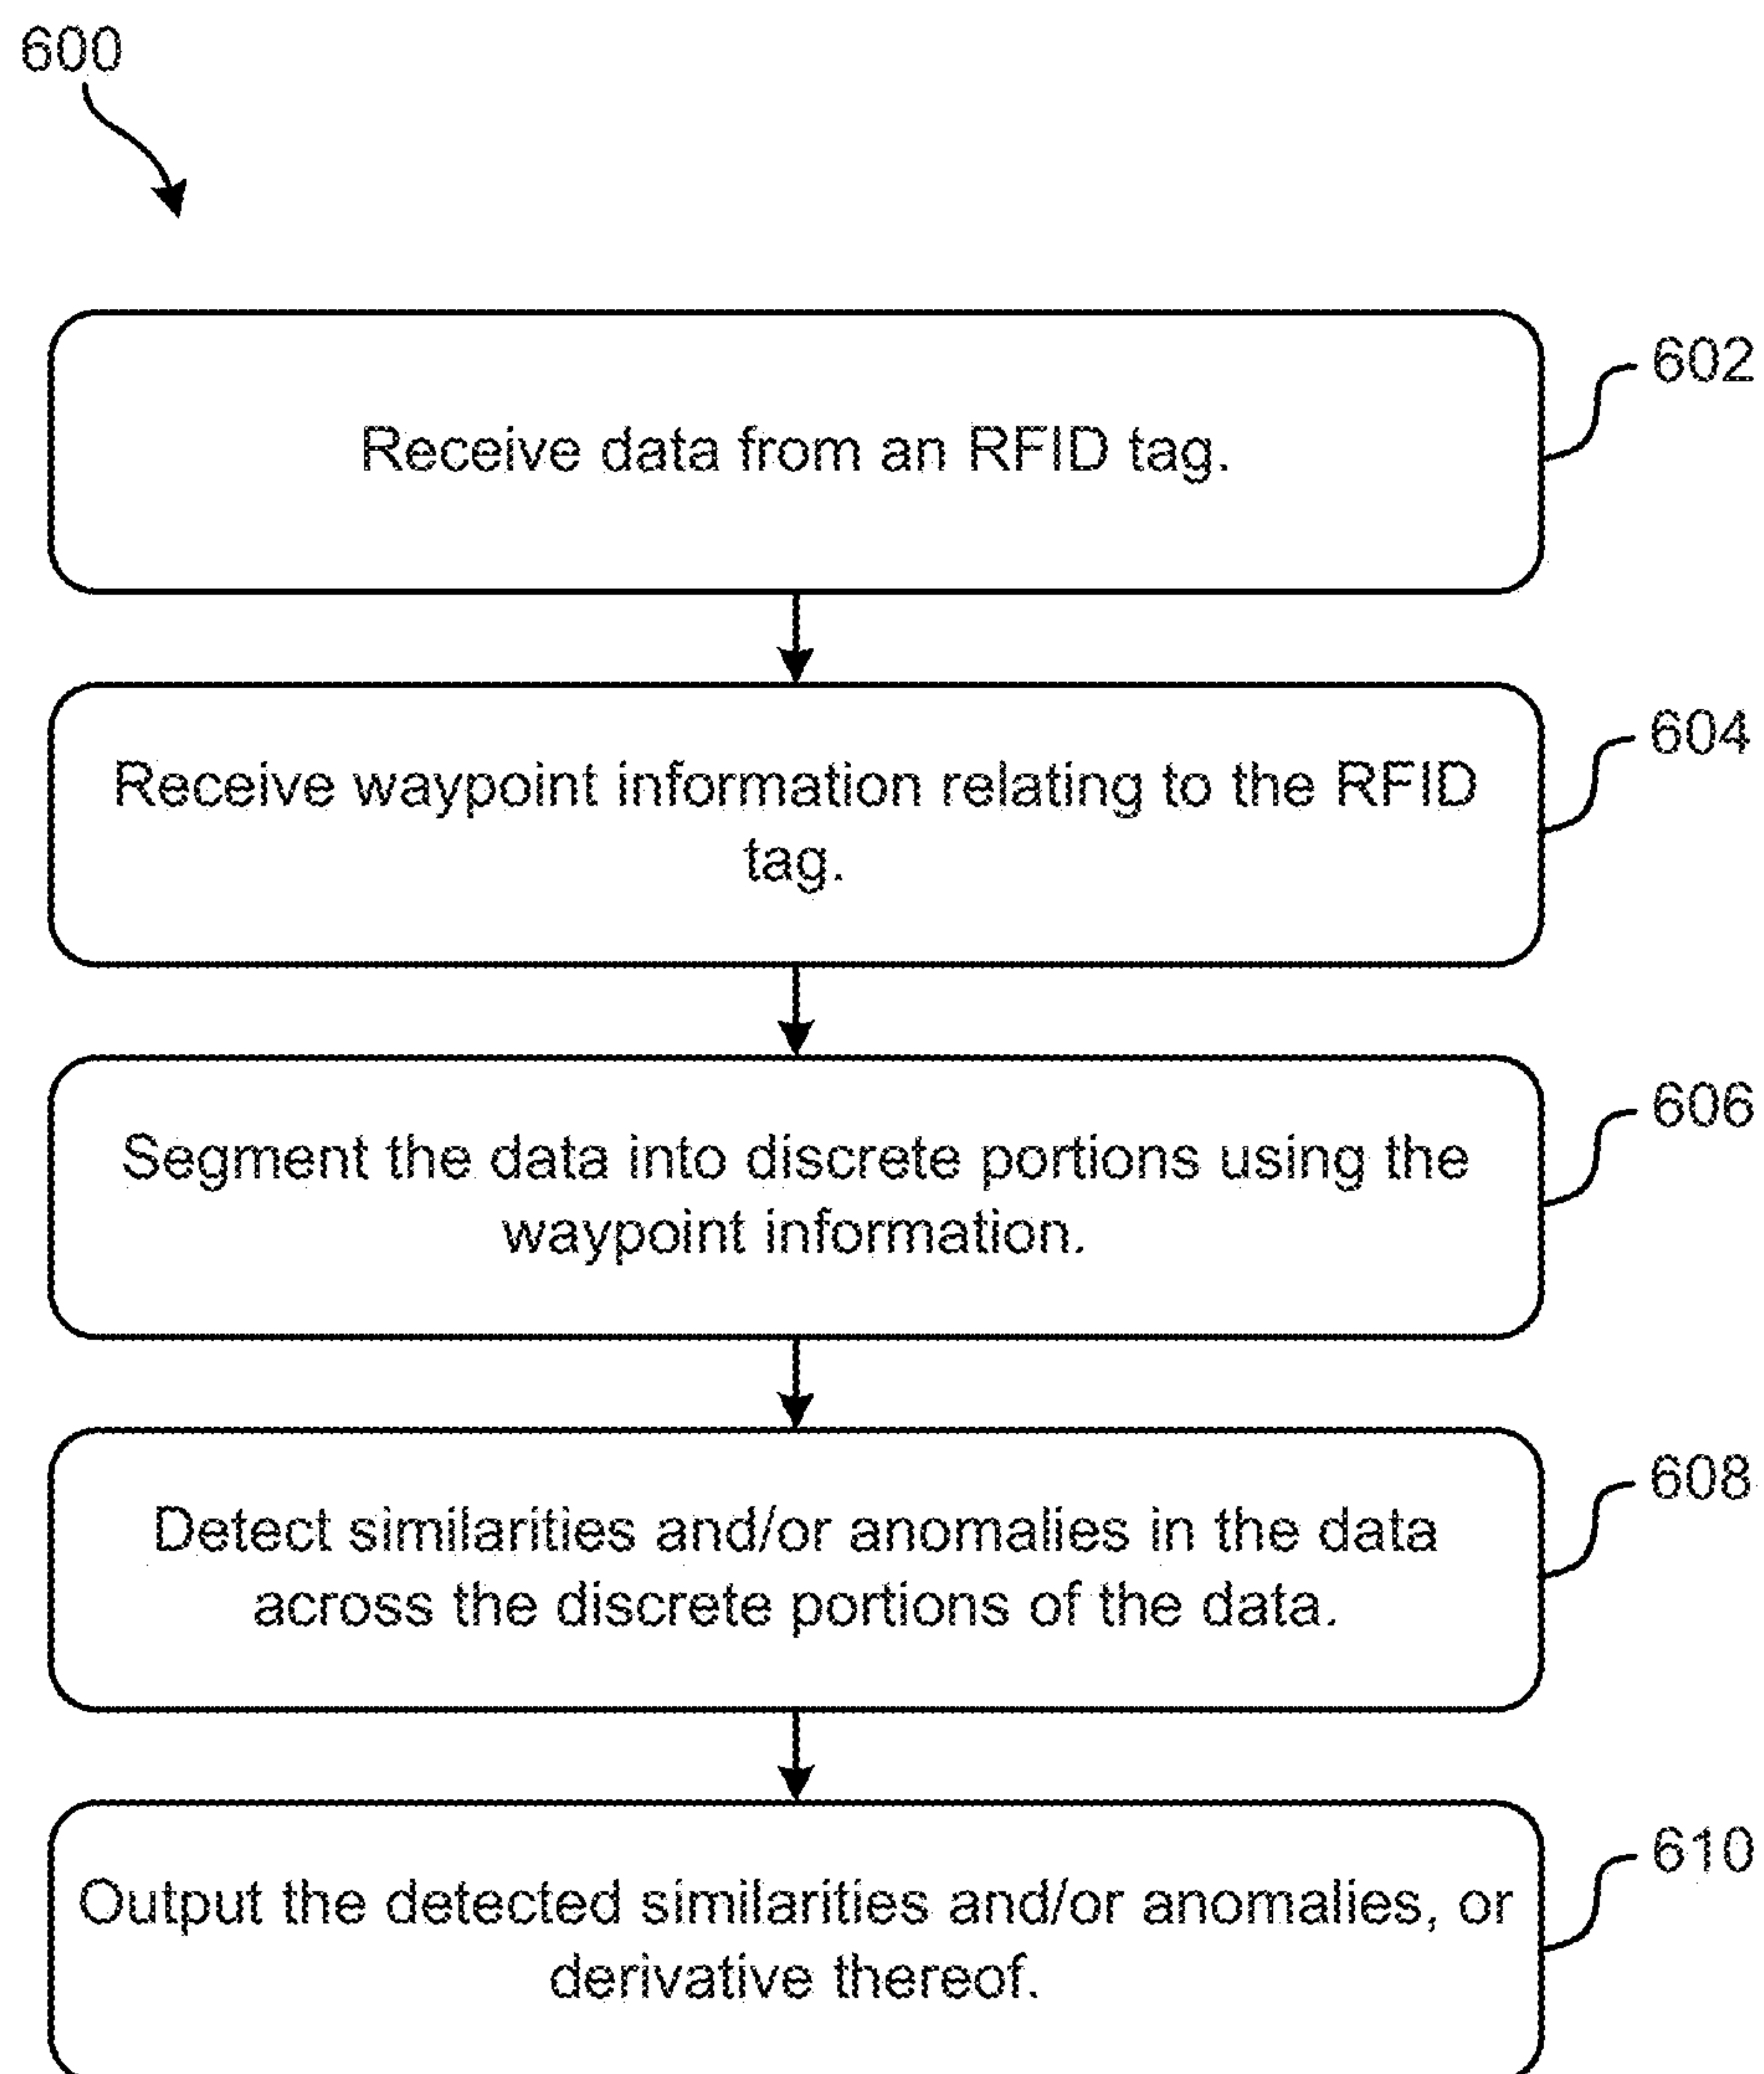 600
602
Receive data from an RFID tag.
604
Receive waypoint information relating to the RFID
tag.
606
Segment the data into discrete portions using the
waypoint information.
608
Detect similarities and/or anomalies in the data
across the discrete portions of the data.
610
Output the detected similarities and/or anomalies, or
derivative thereof.